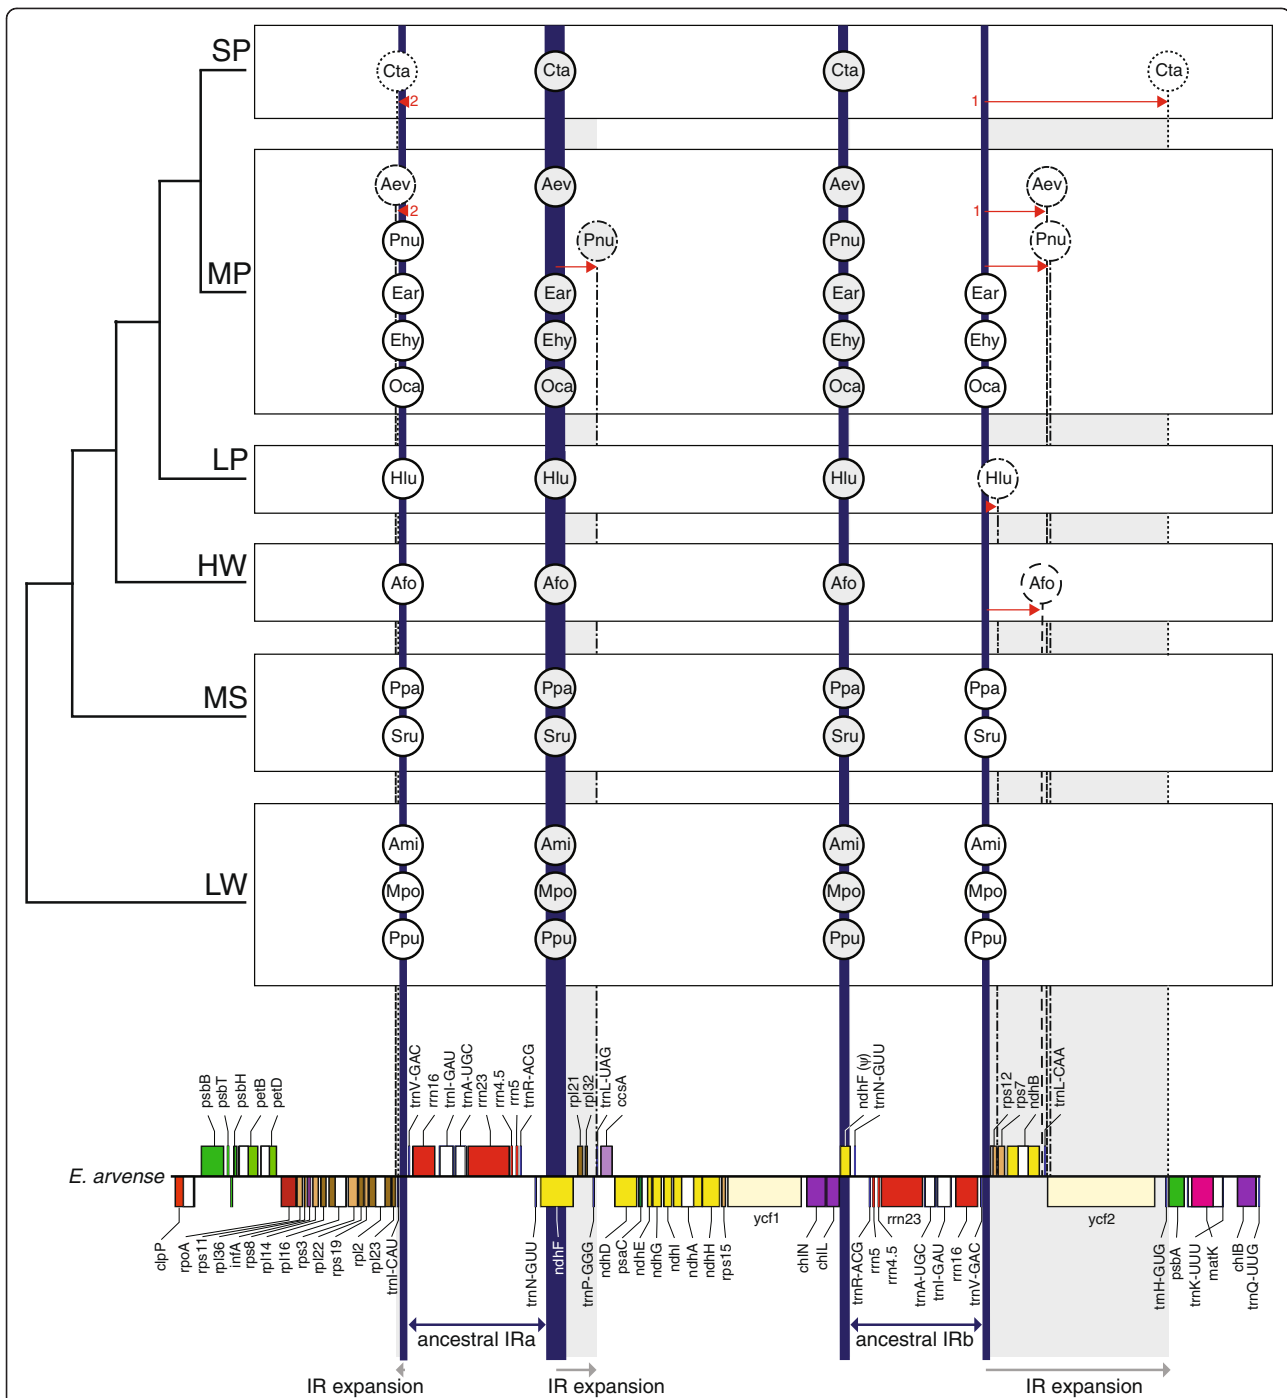 SP
Cta Cta Cta Cta
2 1
MP
Aev Aev Aev Aev
2 1
Pnu Pnu Pnu Pnu
Ear Ear Ear Ear
Ehy Ehy Ehy Ehy
Oca Oca Oca Oca
LP
Hlu Hlu Hlu Hlu
HW
Afo Afo Afo Afo
MS
Ppa Ppa Ppa Ppa
Sru Sru Sru Sru
LW
Ami Ami Ami Ami
Mpo Mpo Mpo Mpo
Ppu Ppu Ppu Ppu
psbB
psbT
psbH
petB
petD
trnV-GAC
rrn16
trnI-GAU
trnA-UGC
rrn23
rrn4.5
rrn5
trnR-ACG
rpl21
rpl32
trnL-UAG
ccsA
ndhF (ψ)
trnN-GUU
rps12
rps7
ndhB
trnL-CAA
E. arvense
clpP
rpoA
rps11
rpl36
infA
rps8
rpl14
rpl16
rps3
rpl22
rps19
rpl2
rpl23
trnI-CAU
trnN-GUU
ndhF
trnP-GGG
ndhD
psaC
ndhE
ndhG
ndhI
ndhA
ndhH
rps15
ycf1
chlN
chlL
trnR-ACG
rrn5
rrn4.5
rrn23
trnA-UGC
trnI-GAU
rrn16
trnV-GAC
ycf2
trnH-GUG
psbA
trnK-UUU
matK
chlB
trnQ-UUG
ancestral IRa
ancestral IRb
IR expansion
IR expansion
IR expansion